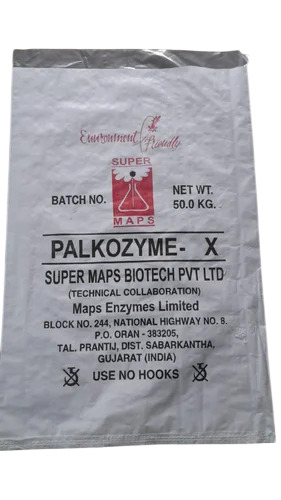 Environment
Friendly
SUPER
MAPS
BATCH NO.
NET WT.
50.0 KG.
PALKOZYME- X
SUPER MAPS BIOTECH PVT LTD
(TECHNICAL COLLABORATION)
Maps Enzymes Limited
BLOCK NO. 244, NATIONAL HIGHWAY NO. 8.
P.O. ORAN - 383205,
TAL. PRANTIJ, DIST. SABARKANTHA,
GUJARAT (INDIA)
USE NO HOOKS